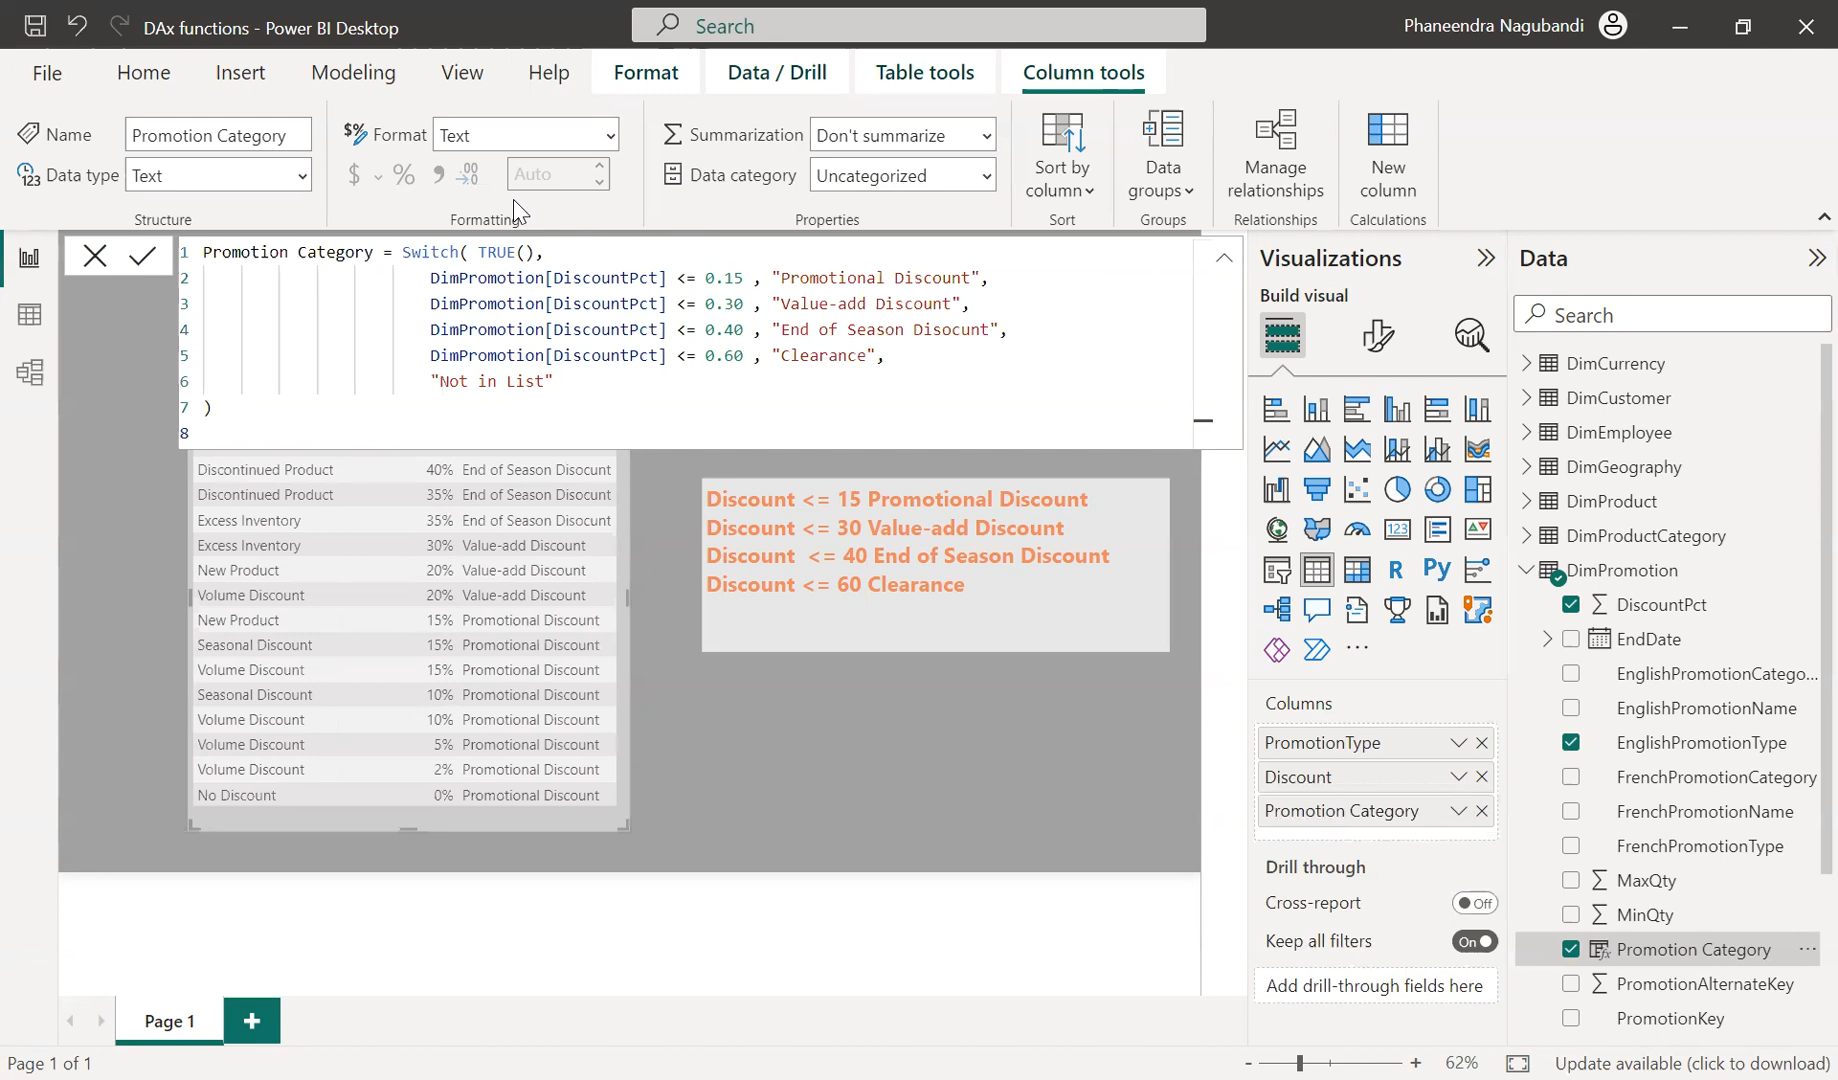 DAx functions - Power BI Desktop
Search
Phaneendra Nagubandi
File Home Insert Modeling View Help Format Data / Drill Table tools Column tools
Name Promotion Category
Data type Text
Structure
Format Text
$ % 9 .00 Auto
Formatting
Summarization Don't summarize
Data category Uncategorized
Properties
Sort by
column
Sort
Data
groups
Groups
Manage
relationships
Relationships
New
column
Calculations
1 Promotion Category = Switch( TRUE(),
2 DimPromotion[DiscountPct] <= 0.15 , "Promotional Discount",
3 DimPromotion[DiscountPct] <= 0.30 , "Value-add Discount",
4 DimPromotion[DiscountPct] <= 0.40 , "End of Season Disocunt",
5 DimPromotion[DiscountPct] <= 0.60 , "Clearance",
6 "Not in List"
7 )
8
Discontinued Product 40% End of Season Disocunt
Discontinued Product 35% End of Season Disocunt
Excess Inventory 35% End of Season Disocunt
Excess Inventory 30% Value-add Discount
New Product 20% Value-add Discount
Volume Discount 20% Value-add Discount
New Product 15% Promotional Discount
Seasonal Discount 15% Promotional Discount
Volume Discount 15% Promotional Discount
Seasonal Discount 10% Promotional Discount
Volume Discount 10% Promotional Discount
Volume Discount 5% Promotional Discount
Volume Discount 2% Promotional Discount
No Discount 0% Promotional Discount
Discount <= 15 Promotional Discount
Discount <= 30 Value-add Discount
Discount <= 40 End of Season Discount
Discount <= 60 Clearance
Visualizations
Build visual
123
R Py
...
Columns
PromotionType
Discount
Promotion Category
Drill through
Cross-report Off
Keep all filters On
Add drill-through fields here
Data
Search
DimCurrency
DimCustomer
DimEmployee
DimGeography
DimProduct
DimProductCategory
DimPromotion
DiscountPct
EndDate
EnglishPromotionCatego...
EnglishPromotionName
EnglishPromotionType
FrenchPromotionCategory
FrenchPromotionName
FrenchPromotionType
MaxQty
MinQty
Promotion Category ...
PromotionAlternateKey
PromotionKey
Page 1 +
Page 1 of 1
- + 62%
Update available (click to download)